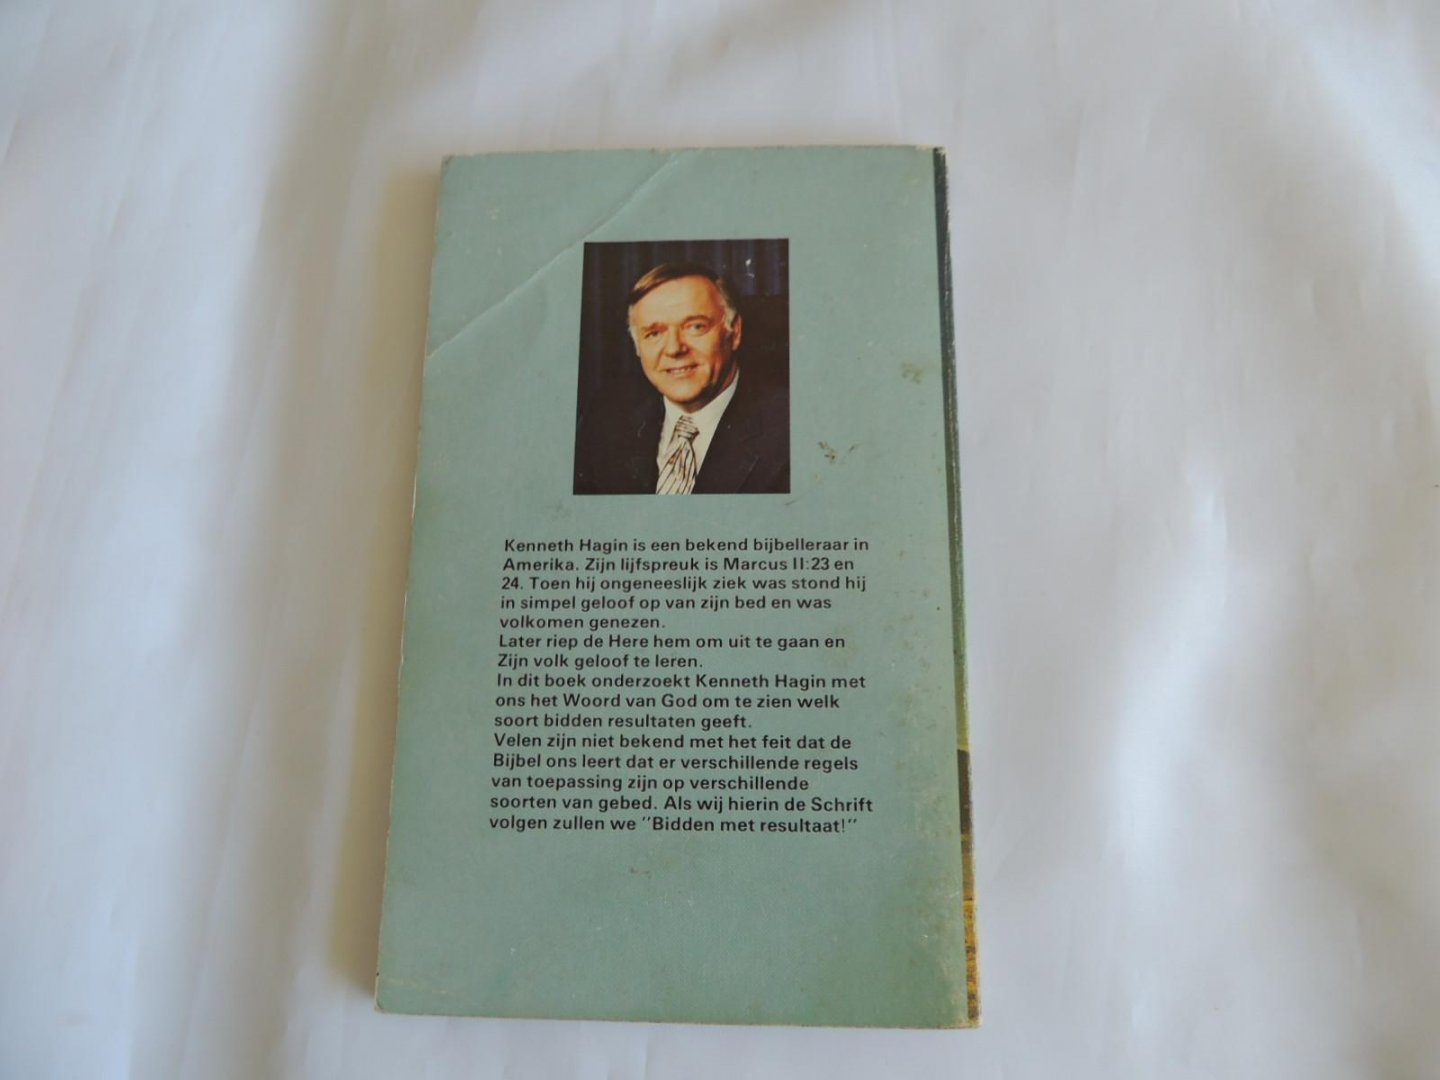 Kenneth Hagin is een bekend bijbelleraar in
Amerika. Zijn lijfspreuk is Marcus II:23 en
24. Toen hij ongeneeslijk ziek was stond hij
in simpel geloof op van zijn bed en was
volkomen genezen.
Later riep de Here hem om uit te gaan en
Zijn volk geloof te leren.
In dit boek onderzoekt Kenneth Hagin met
ons het Woord van God om te zien welk
soort bidden resultaten geeft.
Velen zijn niet bekend met het feit dat de
Bijbel ons leert dat er verschillende regels
van toepassing zijn op verschillende
soorten van gebed. Als wij hierin de Schrift
volgen zullen we ''Bidden met resultaat!''